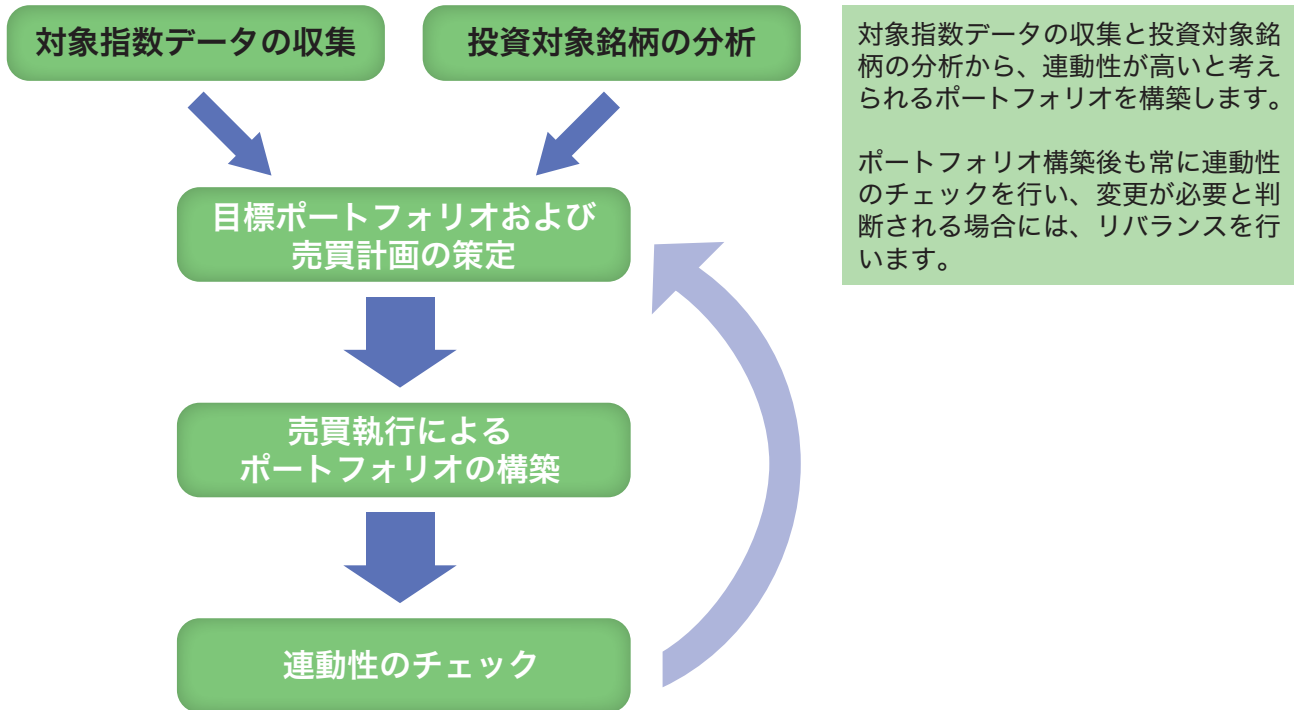 対象指数データの収集
投資対象銘柄の分析
対象指数データの収集と投資対象銘
柄の分析から、連動性が高いと考え
られるポートフォリオを構築します。
ポートフォリオ構築後も常に連動性
のチェックを行い、変更が必要と判
断される場合には、リバランスを行
います。
目標ポートフォリオおよび
売買計画の策定
売買執行による
ポートフォリオの構築
連動性のチェック